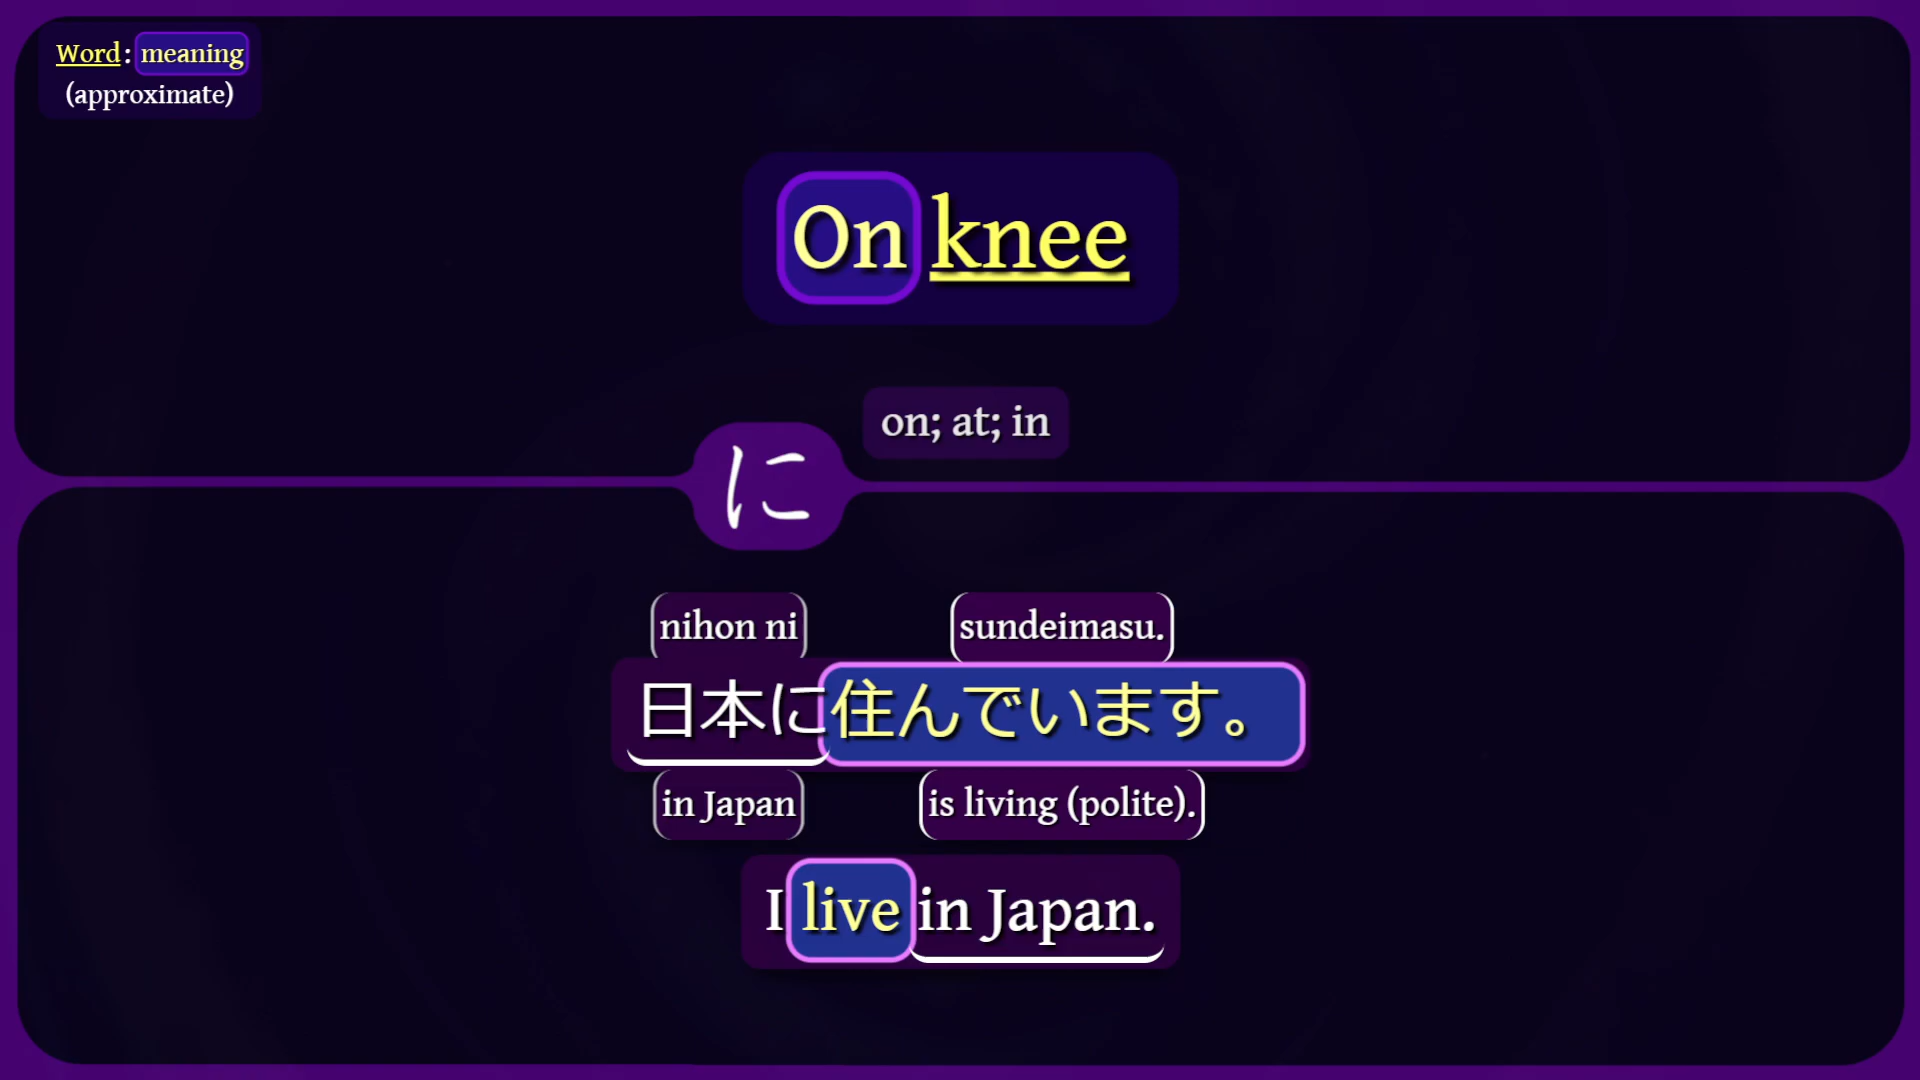 Word: meaning
(approximate)
On knee
on; at; in
に
nihon ni sundeimasu.
日本に住んでいます。
in Japan is living (polite).
I live in Japan.